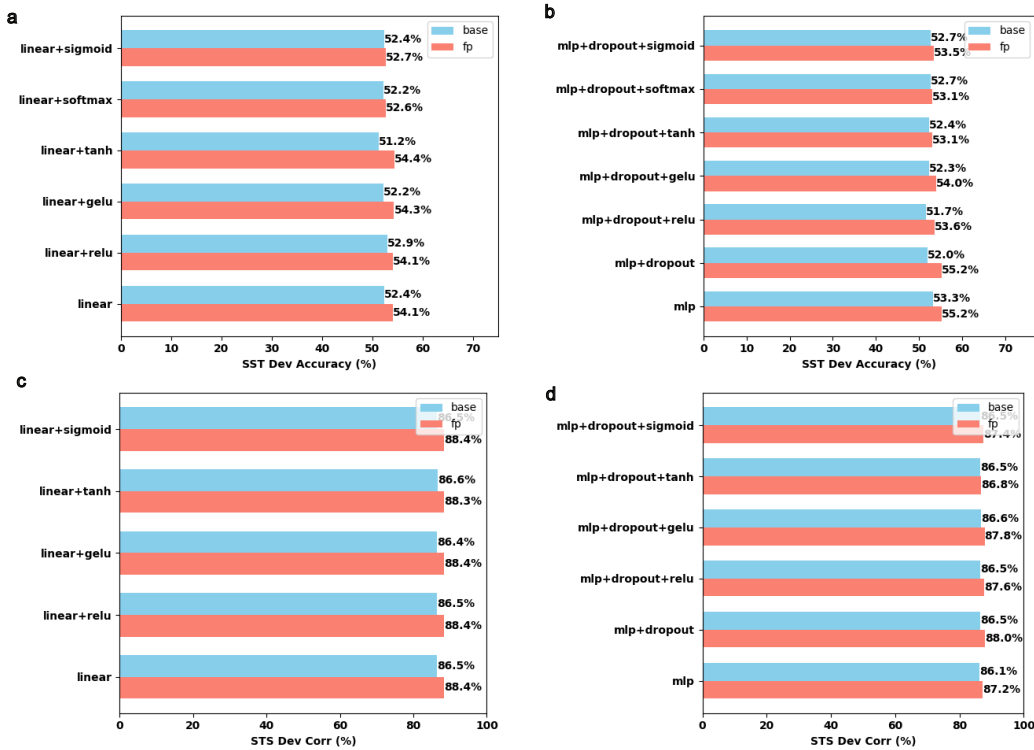 a
linear+sigmoid
52.4%
52.7%
base
fp
linear+softmax
52.2%
52.6%
linear+tanh
51.2%
54.4%
linear+gelu
52.2%
54.3%
linear+relu
52.9%
54.1%
linear
52.4%
54.1%
0 10 20 30 40 50 60 70
SST Dev Accuracy (%)
b
mlp+dropout+sigmoid
52.7%
53.5%
base
fp
mlp+dropout+softmax
52.7%
53.1%
mlp+dropout+tanh
52.4%
53.1%
mlp+dropout+gelu
52.3%
54.0%
mlp+dropout+relu
51.7%
53.6%
mlp+dropout
52.0%
55.2%
mlp
53.3%
55.2%
0 10 20 30 40 50 60 70
SST Dev Accuracy (%)
c
linear+sigmoid
86.5%
88.4%
base
fp
linear+tanh
86.6%
88.3%
linear+gelu
86.4%
88.4%
linear+relu
86.5%
88.4%
linear
86.5%
88.4%
0 20 40 60 80 100
STS Dev Corr (%)
d
mlp+dropout+sigmoid
86.5%
87.4%
base
fp
mlp+dropout+tanh
86.5%
86.8%
mlp+dropout+gelu
86.6%
87.8%
mlp+dropout+relu
86.5%
87.6%
mlp+dropout
86.5%
88.0%
mlp
86.1%
87.2%
0 20 40 60 80 100
STS Dev Corr (%)